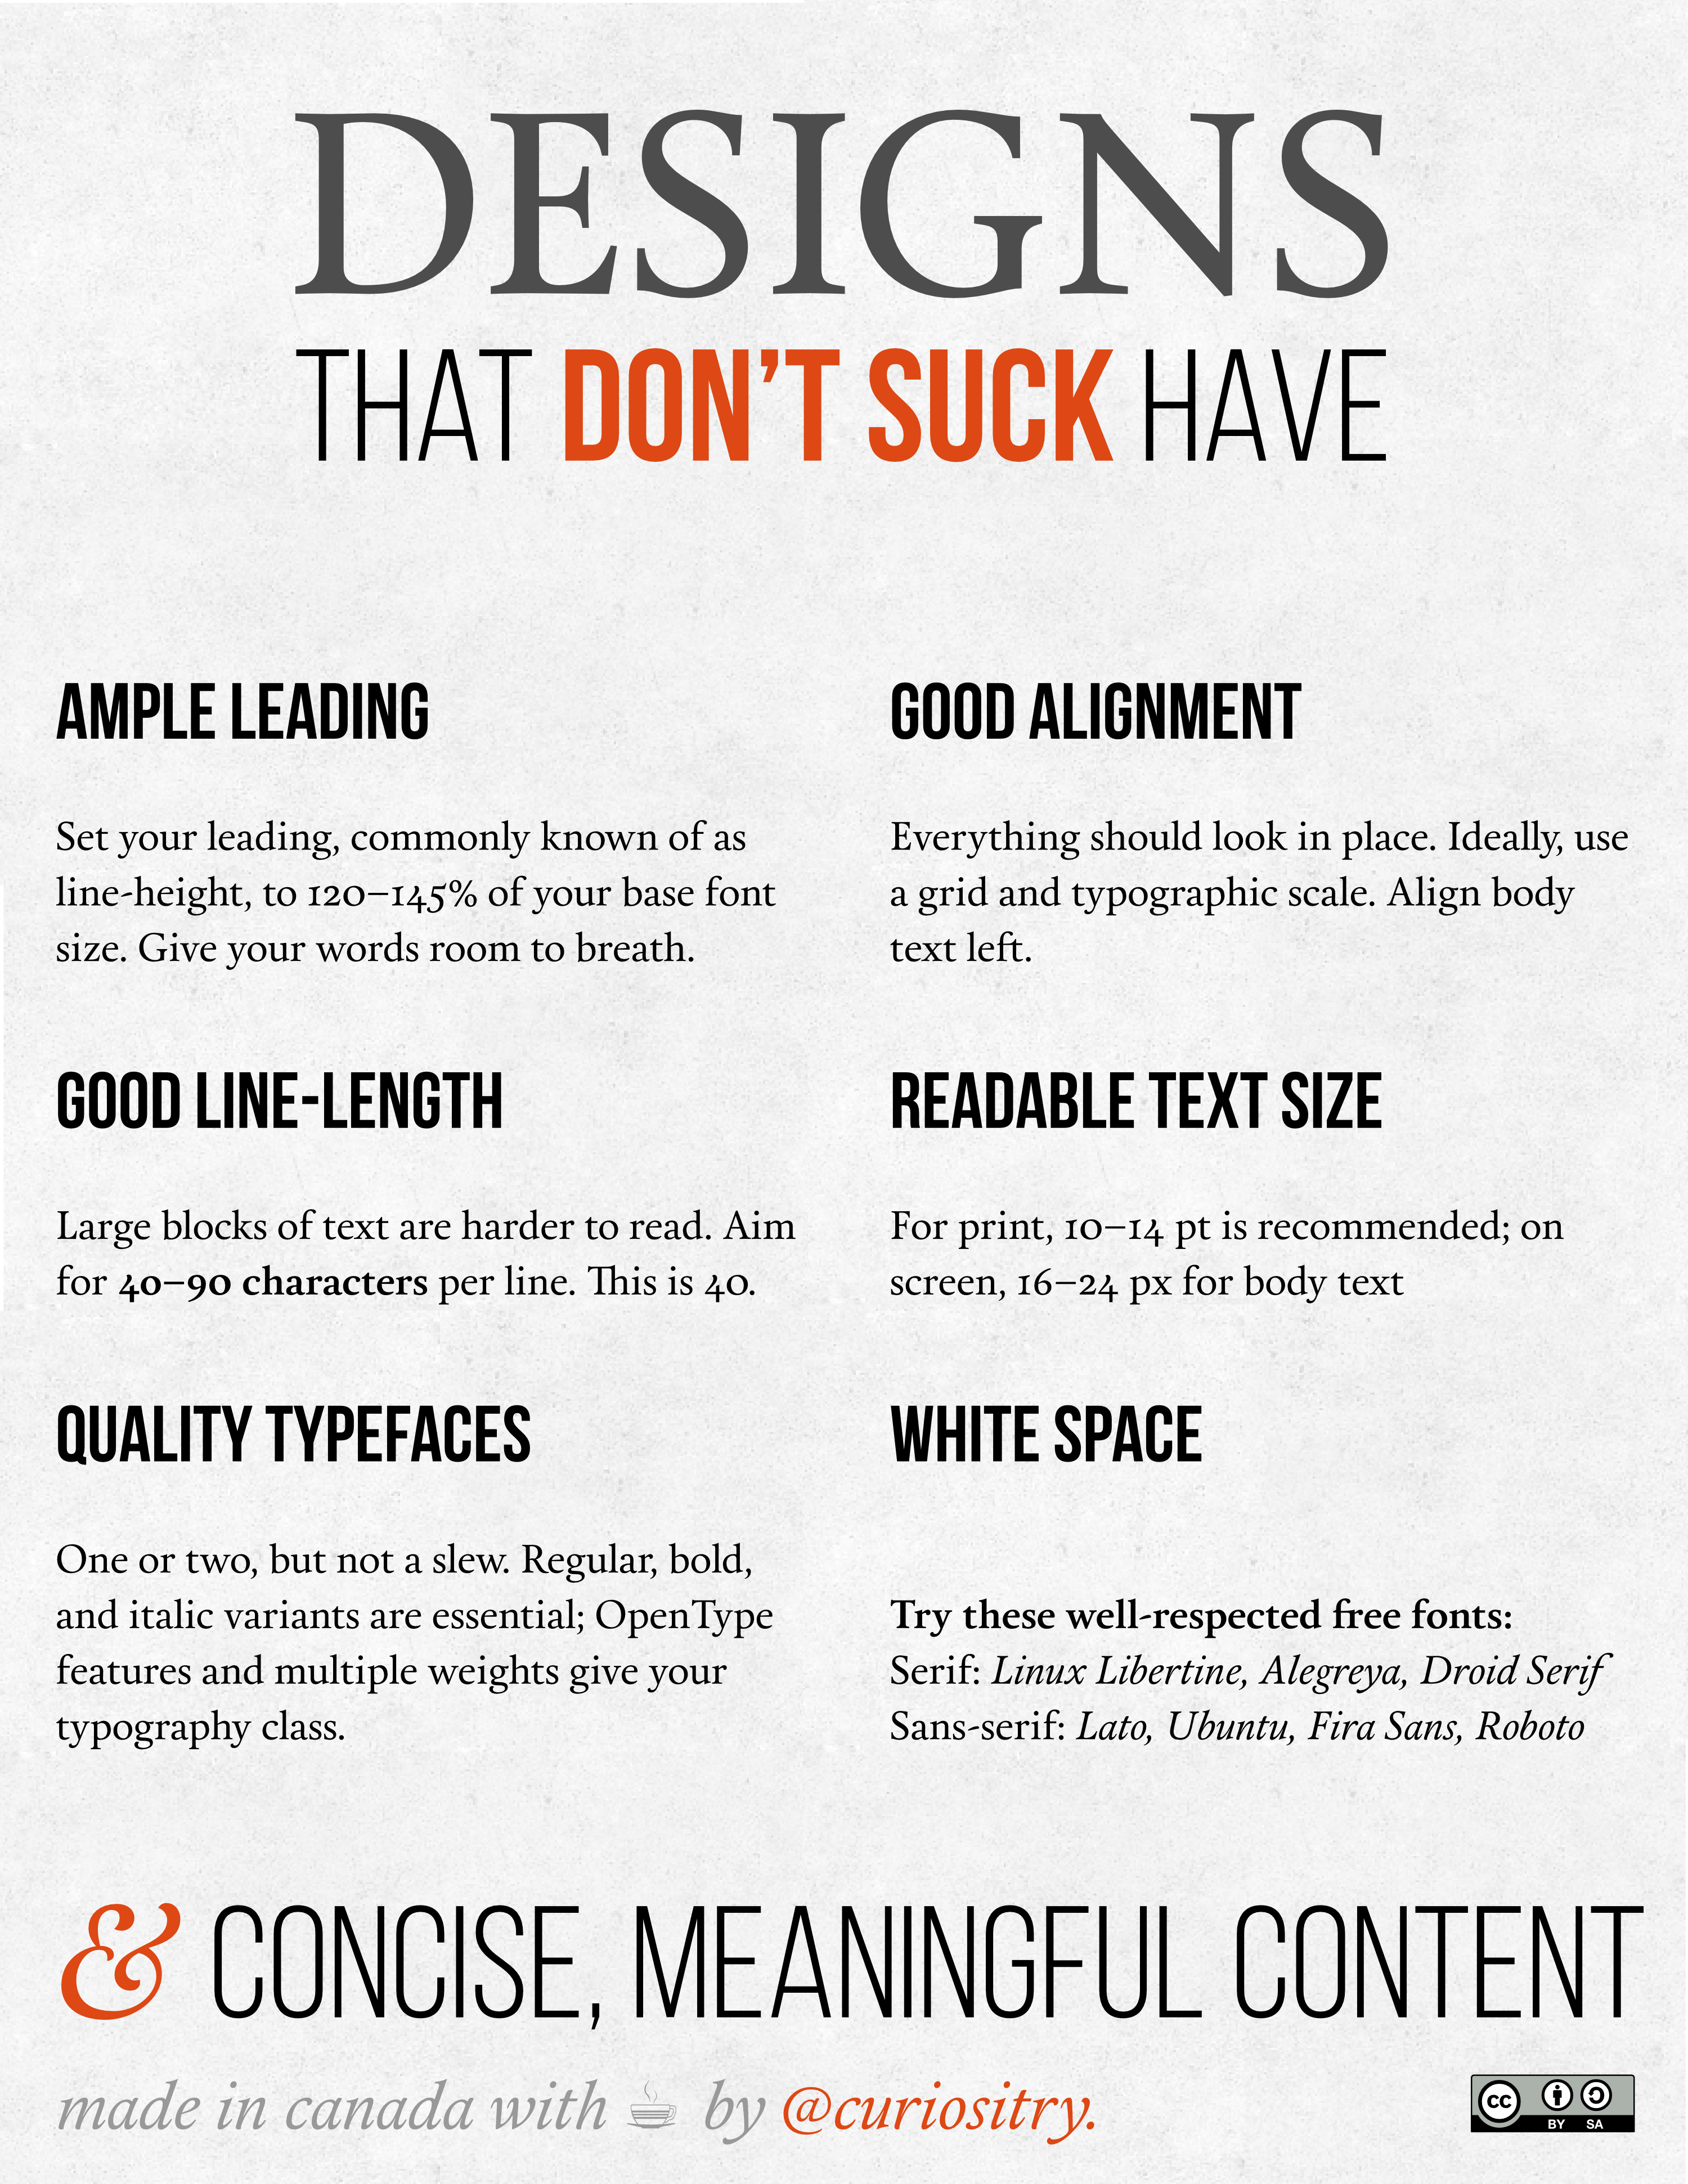 DESIGNS
THAT DON’T SUCK HAVE
AMPLE LEADING
Set your leading, commonly known of as
line-height, to 120–145% of your base font
size. Give your words room to breath.
GOOD ALIGNMENT
Everything should look in place. Ideally, use
a grid and typographic scale. Align body
text left.
GOOD LINE-LENGTH
Large blocks of text are harder to read. Aim
for 40–90 characters per line. This is 40.
READABLE TEXT SIZE
For print, 10–14 pt is recommended; on
screen, 16–24 px for body text
QUALITY TYPEFACES
One or two, but not a slew. Regular, bold,
and italic variants are essential; OpenType
features and multiple weights give your
typography class.
WHITE SPACE
Try these well-respected free fonts:
Serif: Linux Libertine, Alegreya, Droid Serif
Sans-serif: Lato, Ubuntu, Fira Sans, Roboto
& CONCISE, MEANINGFUL CONTENT
made in canada with by @curiositry.
cc
BY SA